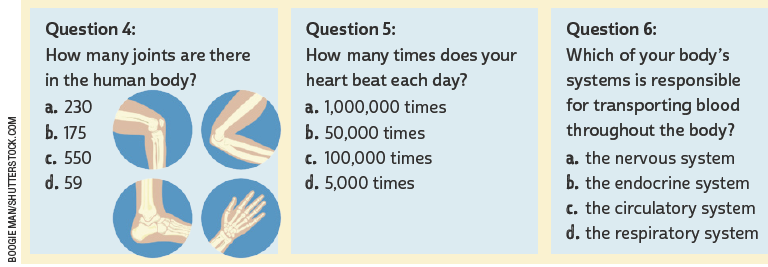 Question 4:
How many joints are there
in the human body?
a. 230
b. 175
c. 550
d. 59
Question 5:
How many times does your
heart beat each day?
a. 1,000,000 times
b. 50,000 times
c. 100,000 times
d. 5,000 times
Question 6:
Which of your body's
systems is responsible
for transporting blood
throughout the body?
a. the nervous system
b. the endocrine system
c. the circulatory system
d. the respiratory system
BOOGIE MAN/SHUTTERSTOCK.COM